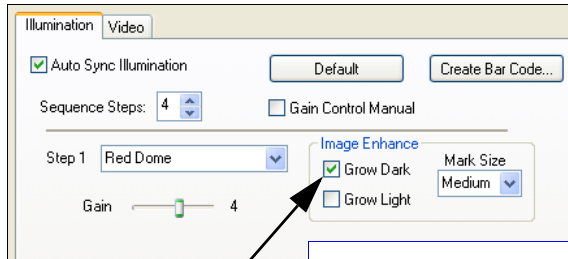 Illumination Video
Auto Sync Illumination Default Create Bar Code...
Sequence Steps: 4 Gain Control Manual
Image Enhance
Step 1 Red Dome Grow Dark Mark Size
Medium
Gain 4 Grow Light